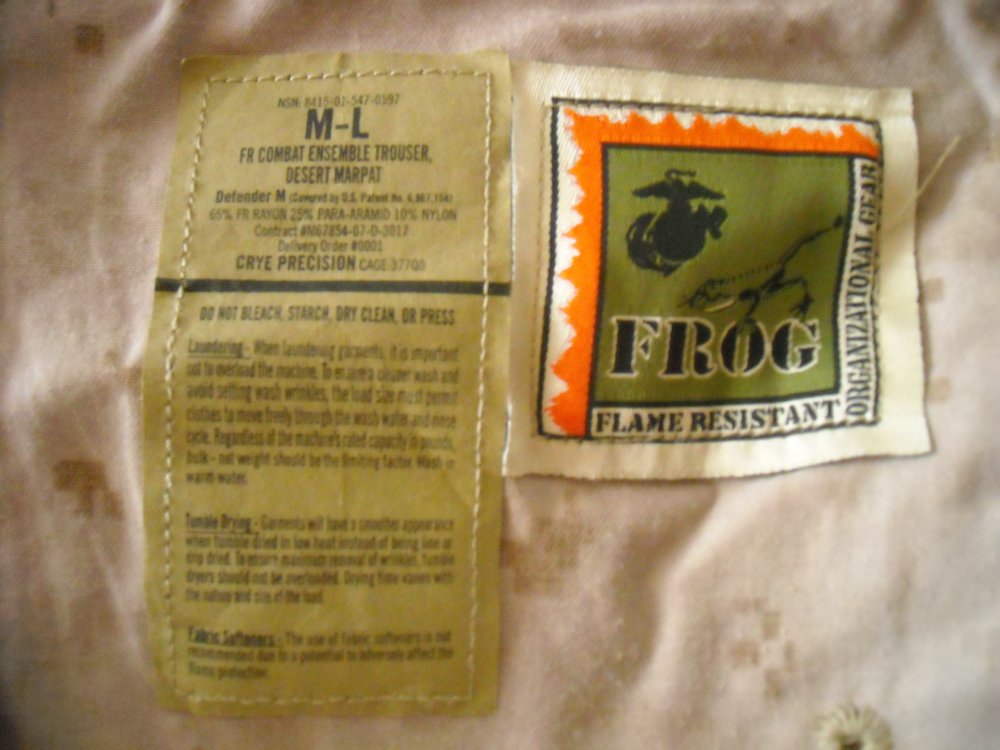 NSN: 8415-01-547-0597
M-L
FR COMBAT ENSEMBLE TROUSER,
DESERT MARPAT
Defender M (Covered by U.S. Patent No. 6,867,154)
65% FR RAYON 25% PARA-ARAMID 10% NYLON
Contract #M67854-07-D-3017
Delivery Order #0001
CRYE PRECISION CAGE 37700
DO NOT BLEACH, STARCH, DRY CLEAN, OR PRESS
Laundering - When laundering garments, it is important
not to overload the machine. To ensure a cleaner wash and
avoid setting wash wrinkles, the load size must permit
clothes to move freely through the wash water and rinse
cycle. Regardless of the machine's rated capacity in pounds,
bulk - not weight should be the limiting factor. Wash in
warm water.
Tumble Drying - Garments will have a smoother appearance
when tumble dried in low heat instead of being line or
drip dried. To ensure maximum removal of wrinkles, tumble
dryers should not be overloaded. Drying time varies with
the nature and size of the load.
Fabric Softeners - The use of fabric softeners is not
recommended due to a potential to adversely affect the
flame protection.
FROG
FLAME RESISTANT
ORGANIZATIONAL GEAR